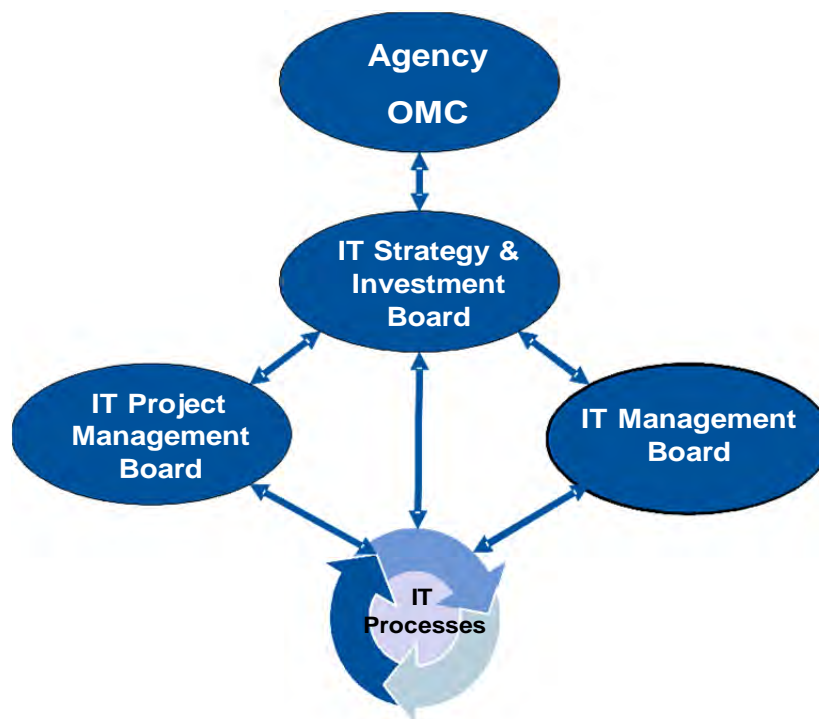 Agency
OMC
IT Strategy &
Investment
Board
IT Project
Management
Board
IT Management
Board
IT
Processes